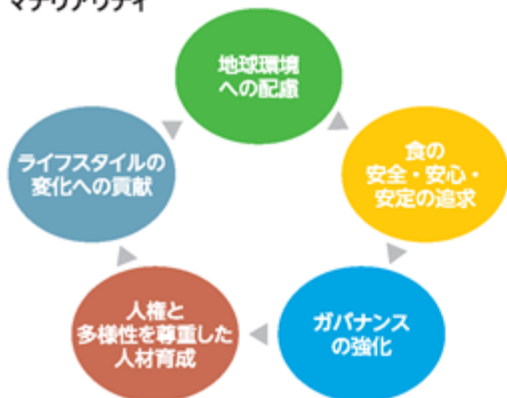 マテリアリティ
地球環境
への配慮
食の
安全・安心・
安定の追求
ガバナンス
の強化
人権と
多様性を尊重した
人材育成
ライフスタイルの
変化への貢献